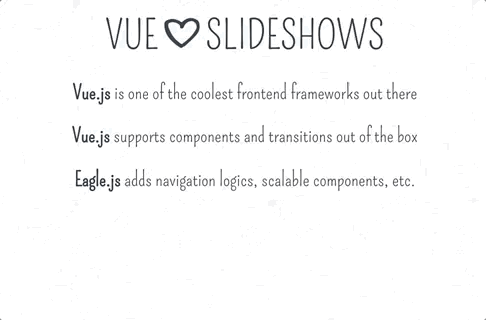 VUE ♡ SLIDESHOWS
Vue.js is one of the coolest frontend frameworks out there
Vue.js supports components and transitions out of the box
Eagle.js adds navigation logics, scalable components, etc.